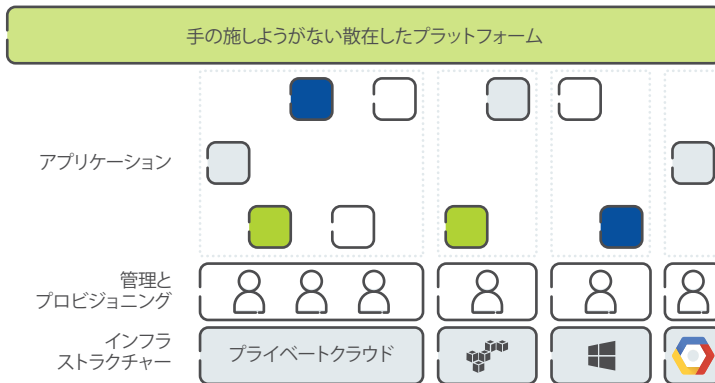 手の施しようがない散在したプラットフォーム
アプリケーション
管理と
プロビジョニング
インフラ
ストラクチャー
プライベートクラウド